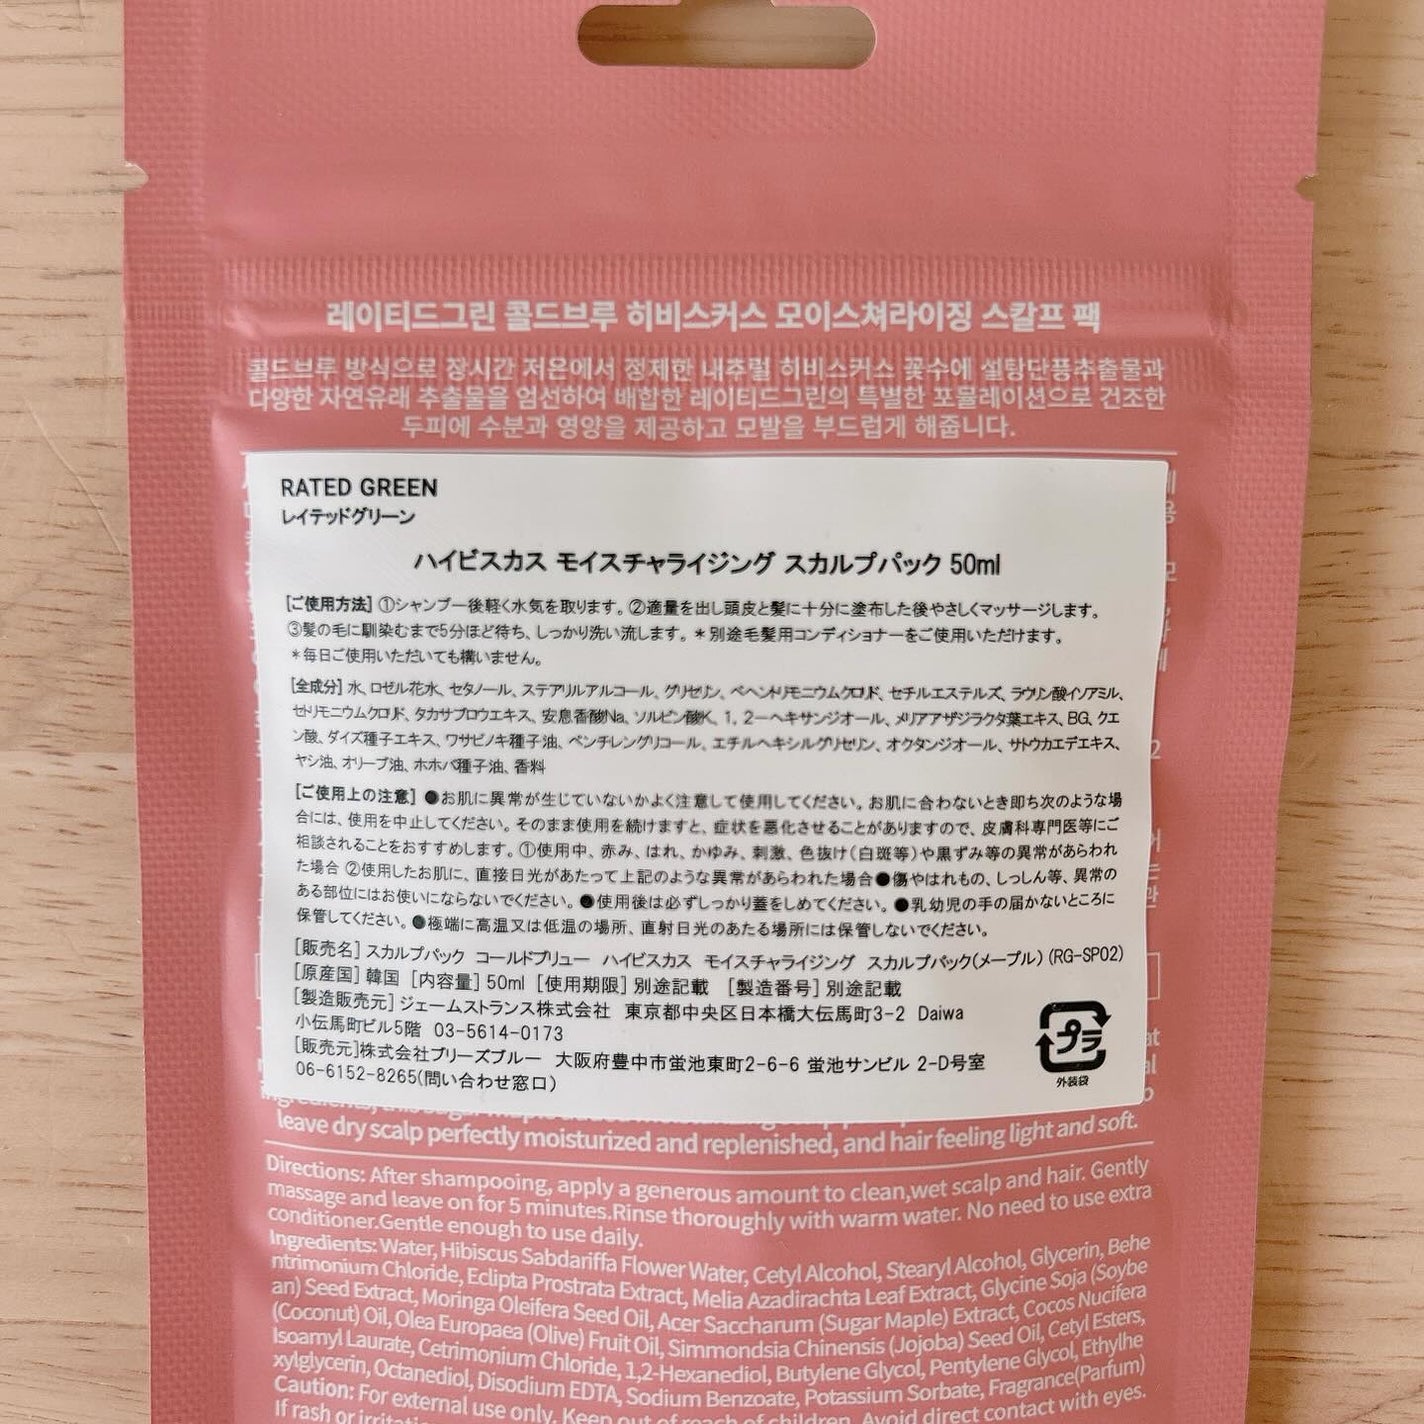 레이티드그린 콜드브루 히비스커스 모이스쳐라이징 스칼프 팩
콜드브루 방식으로 장시간 저온에서 정제한 내추럴 히비스커스 꽃수에 설탕단풍추출물과
다양한 자연유래 추출물을 엄선하여 배합한 레이티드그린의 특별한 포뮬레이션으로 건조한
두피에 수분과 영양을 제공하고 모발을 부드럽게 해줍니다.
RATED GREEN
レイテッドグリーン
ハイビスカス モイスチャライジング スカルプパック 50ml
[ご使用方法] ①シャンプー後軽く水気を取ります。②適量を出し頭皮と髪に十分に塗布した後やさしくマッサージします。
③髪の毛に馴染むまで5分ほど待ち、しっかり洗い流します。＊別途毛髪用コンディショナーをご使用いただけます。
＊毎日ご使用いただいても構いません。
[全成分] 水、ロゼル花水、セタノール、ステアリルアルコール、グリセリン、ベヘントリモニウムクロリド、セチルエステルズ、ラウリン酸イソアミル、
セトリモニウムクロリド、タカサブロウエキス、安息香酸Na、ソルビン酸K、1，2－ヘキサンジオール、メリアアザジラクタ葉エキス、BG、クエ
ン酸、ダイズ種子エキス、ワサビノキ種子油、ペンチレングリコール、エチルヘキシルグリセリン、オクタンジオール、サトウカエデエキス、
ヤシ油、オリーブ油、ホホバ種子油、香料
[ご使用上の注意] ●お肌に異常が生じていないかよく注意して使用してください。お肌に合わないとき即ち次のような場
合には、使用を中止してください。そのまま使用を続けますと、症状を悪化させることがありますので、皮膚科専門医等にご
相談されることをおすすめします。①使用中、赤み、はれ、かゆみ、刺激、色抜け（白斑等）や黒ずみ等の異常があらわれ
た場合 ②使用したお肌に、直接日光があたって上記のような異常があらわれた場合●傷やはれもの、しっしん等、異常の
ある部位にはお使いにならないでください。●使用後は必ずしっかり蓋をしめてください。●乳幼児の手の届かないところに
保管してください。●極端に高温又は低温の場所、直射日光のあたる場所には保管しないでください。
[販売名] スカルプパック コールドブリュー ハイビスカス モイスチャライジング スカルプパック(メープル) (RG-SP02)
[原産国] 韓国 [内容量] 50ml [使用期限] 別途記載 [製造番号] 別途記載
[製造販売元] ジェームストランス株式会社 東京都中央区日本橋大伝馬町3-2 Daiwa
小伝馬町ビル5階 03-5614-0173
[販売元]株式会社ブリーズブルー 大阪府豊中市蛍池東町2-6-6 蛍池サンビル 2-D号室
06-6152-8265(問い合わせ窓口)
プラ
外装袋
leave dry scalp perfectly moisturized and replenished, and hair feeling light and soft.
Directions: After shampooing, apply a generous amount to clean,wet scalp and hair. Gently
massage and leave on for 5 minutes.Rinse thoroughly with warm water. No need to use extra
conditioner.Gentle enough to use daily.
Ingredients: Water, Hibiscus Sabdariffa Flower Water, Cetyl Alcohol, Stearyl Alcohol, Glycerin, Behe
ntrimonium Chloride, Eclipta Prostrata Extract, Melia Azadirachta Leaf Extract, Glycine Soja (Soybe
an) Seed Extract, Moringa Oleifera Seed Oil, Acer Saccharum (Sugar Maple) Extract, Cocos Nucifera
(Coconut) Oil, Olea Europaea (Olive) Fruit Oil, Simmondsia Chinensis (Jojoba) Seed Oil, Cetyl Esters,
Isoamyl Laurate, Cetrimonium Chloride, 1,2-Hexanediol, Butylene Glycol, Pentylene Glycol, Ethylhe
xylglycerin, Octanediol, Disodium EDTA, Sodium Benzoate, Potassium Sorbate, Fragrance(Parfum)
Caution: For external use only. Keep out of reach of children. Avoid direct contact with eyes.
If rash or